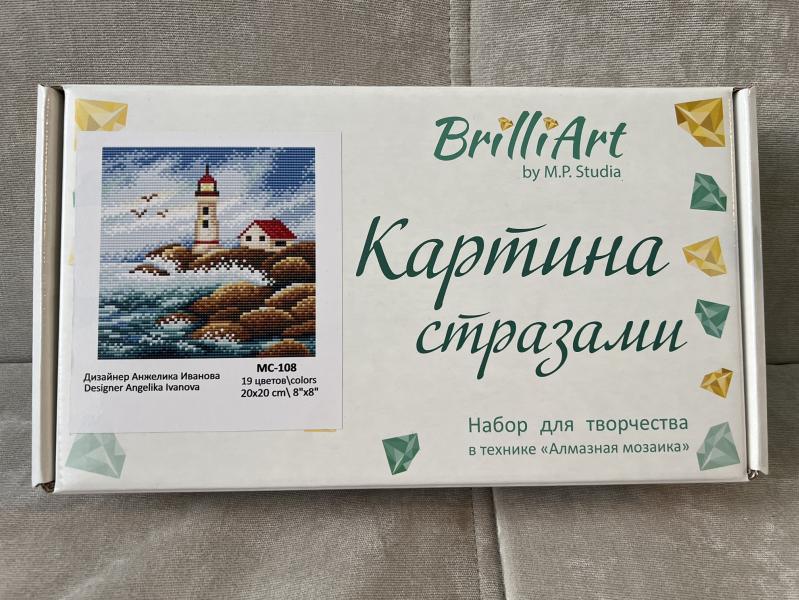 BrilliArt
by M.P. Studia
Картина
стразами
Набор для творчества
в технике «Алмазная мозаика»
Дизайнер Анжелика Иванова
Designer Angelika Ivanova
МС-108
19 цветов\colors
20x20 cm\ 8"x8"